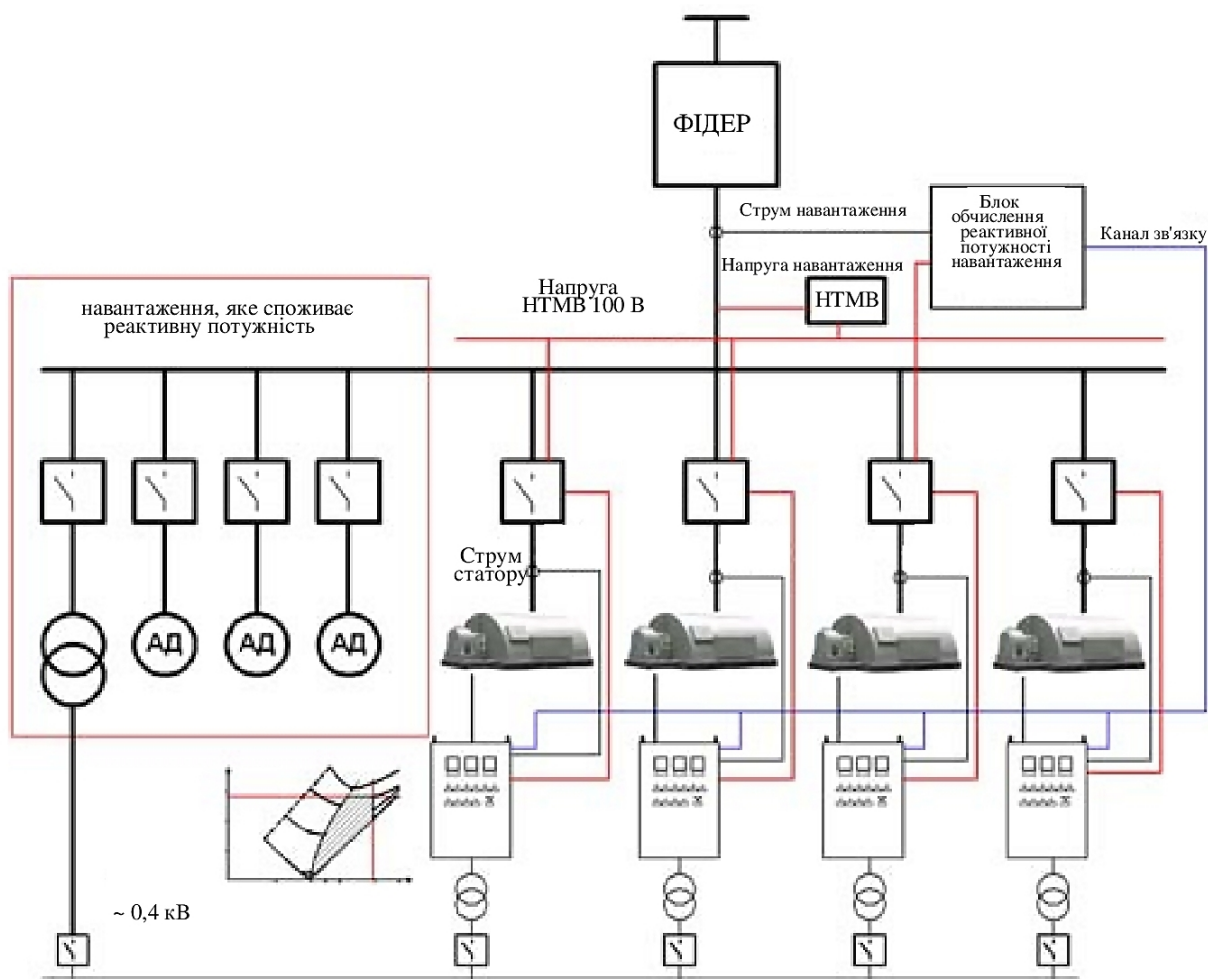 ФІДЕР
Струм навантаження
Блок
обчислення
реактивної
потужності
навантаження
Канал зв'язку
Напруга навантаження
НТМВ
Напруга
НТМВ 100 В
навантаження, яке споживає
реактивну потужність
Струм
статору
АД
АД
АД
~ 0,4 кВ